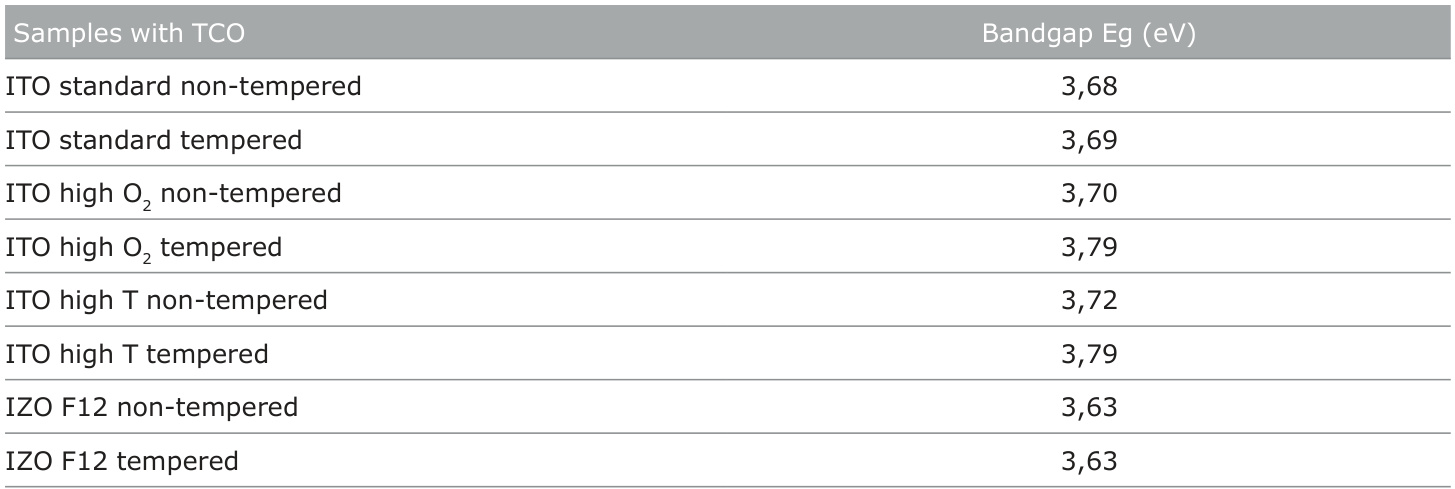 Samples with TCO Bandgap Eg (eV)
ITO standard non-tempered 3,68
ITO standard tempered 3,69
ITO high O₂ non-tempered 3,70
ITO high O₂ tempered 3,79
ITO high T non-tempered 3,72
ITO high T tempered 3,79
IZO F12 non-tempered 3,63
IZO F12 tempered 3,63